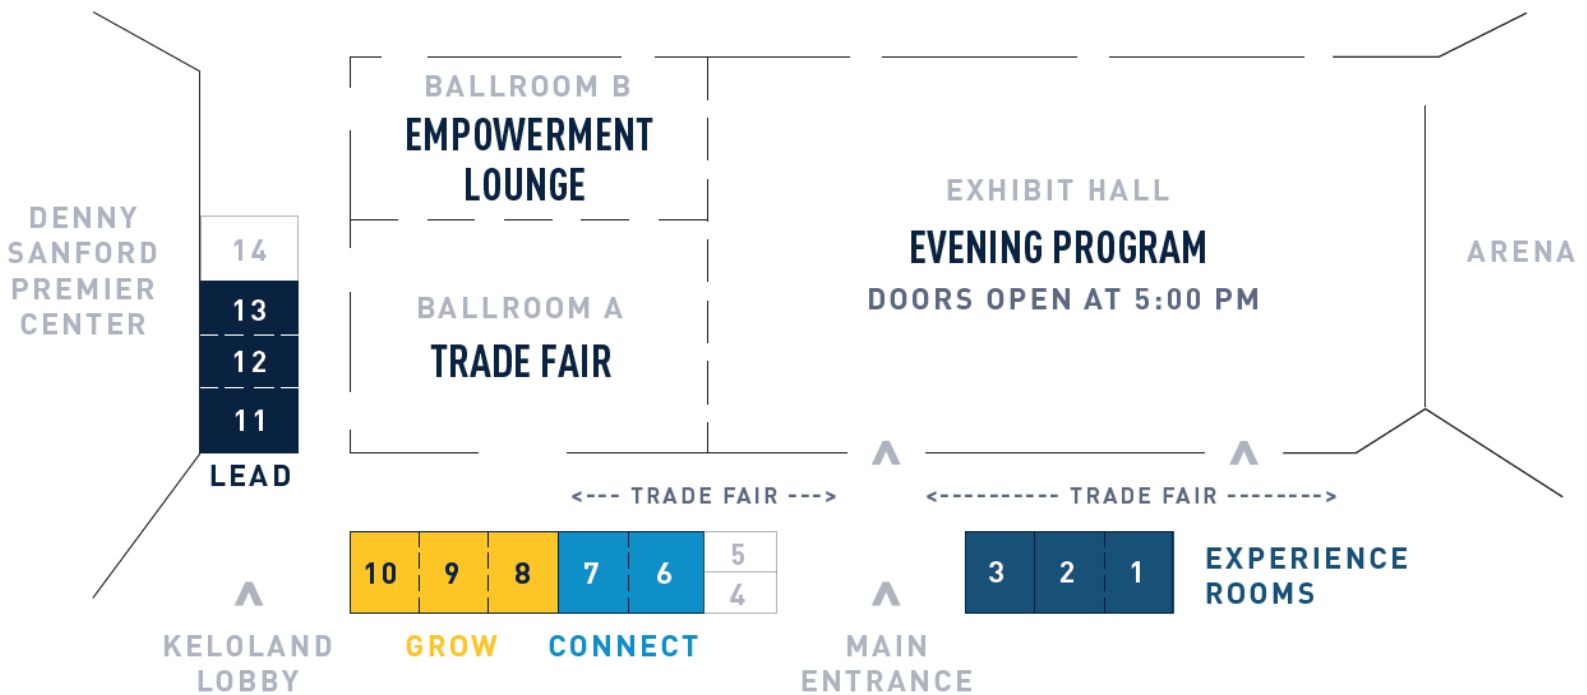 BALLROOM B
EMPOWERMENT
LOUNGE
EXHIBIT HALL
EVENING PROGRAM
DOORS OPEN AT 5:00 PM
DENNY
SANFORD
PREMIER
CENTER
ARENA
14
13
12
11
LEAD
BALLROOM A
TRADE FAIR
<--- TRADE FAIR --->
<---------- TRADE FAIR -------->
10 9 8 7 6 5
4
3 2 1
EXPERIENCE
ROOMS
KELOLAND
LOBBY
GROW
CONNECT
MAIN
ENTRANCE